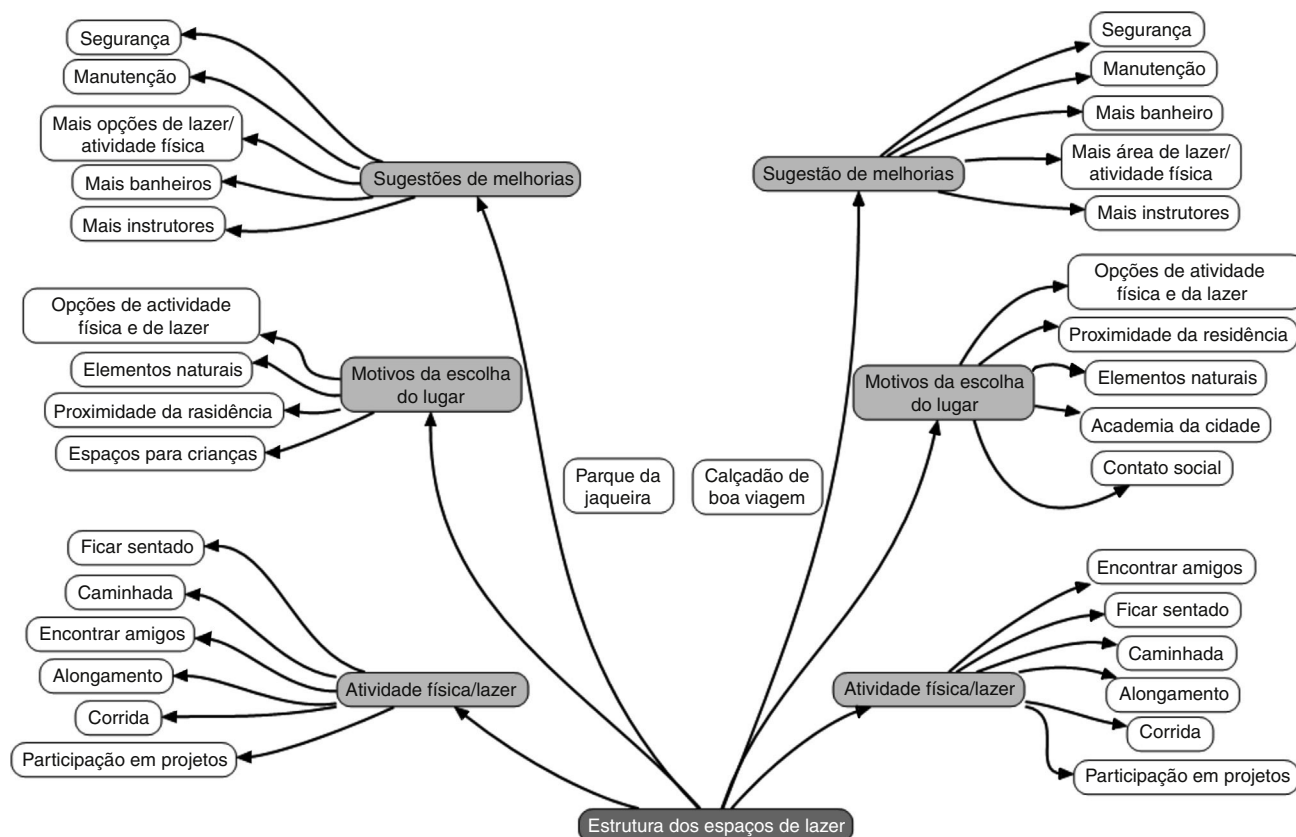 Segurança
Manutenção
Mais opções de lazer/
atividade física
Mais banheiros
Mais instrutores
Sugestões de melhorias
Opções de actividade
física e de lazer
Elementos naturais
Proximidade da rasidência
Espaços para crianças
Motivos da escolha
do lugar
Ficar sentado
Caminhada
Encontrar amigos
Alongamento
Corrida
Participação em projetos
Atividade física/lazer
Parque da
jaqueira
Calçadão de
boa viagem
Sugestão de melhorias
Segurança
Manutenção
Mais banheiro
Mais área de lazer/
atividade física
Mais instrutores
Motivos da escolha
do lugar
Opções de atividade
física e da lazer
Proximidade da residência
Elementos naturais
Academia da cidade
Contato social
Atividade física/lazer
Encontrar amigos
Ficar sentado
Caminhada
Alongamento
Corrida
Participação em projetos
Estrutura dos espaços de lazer